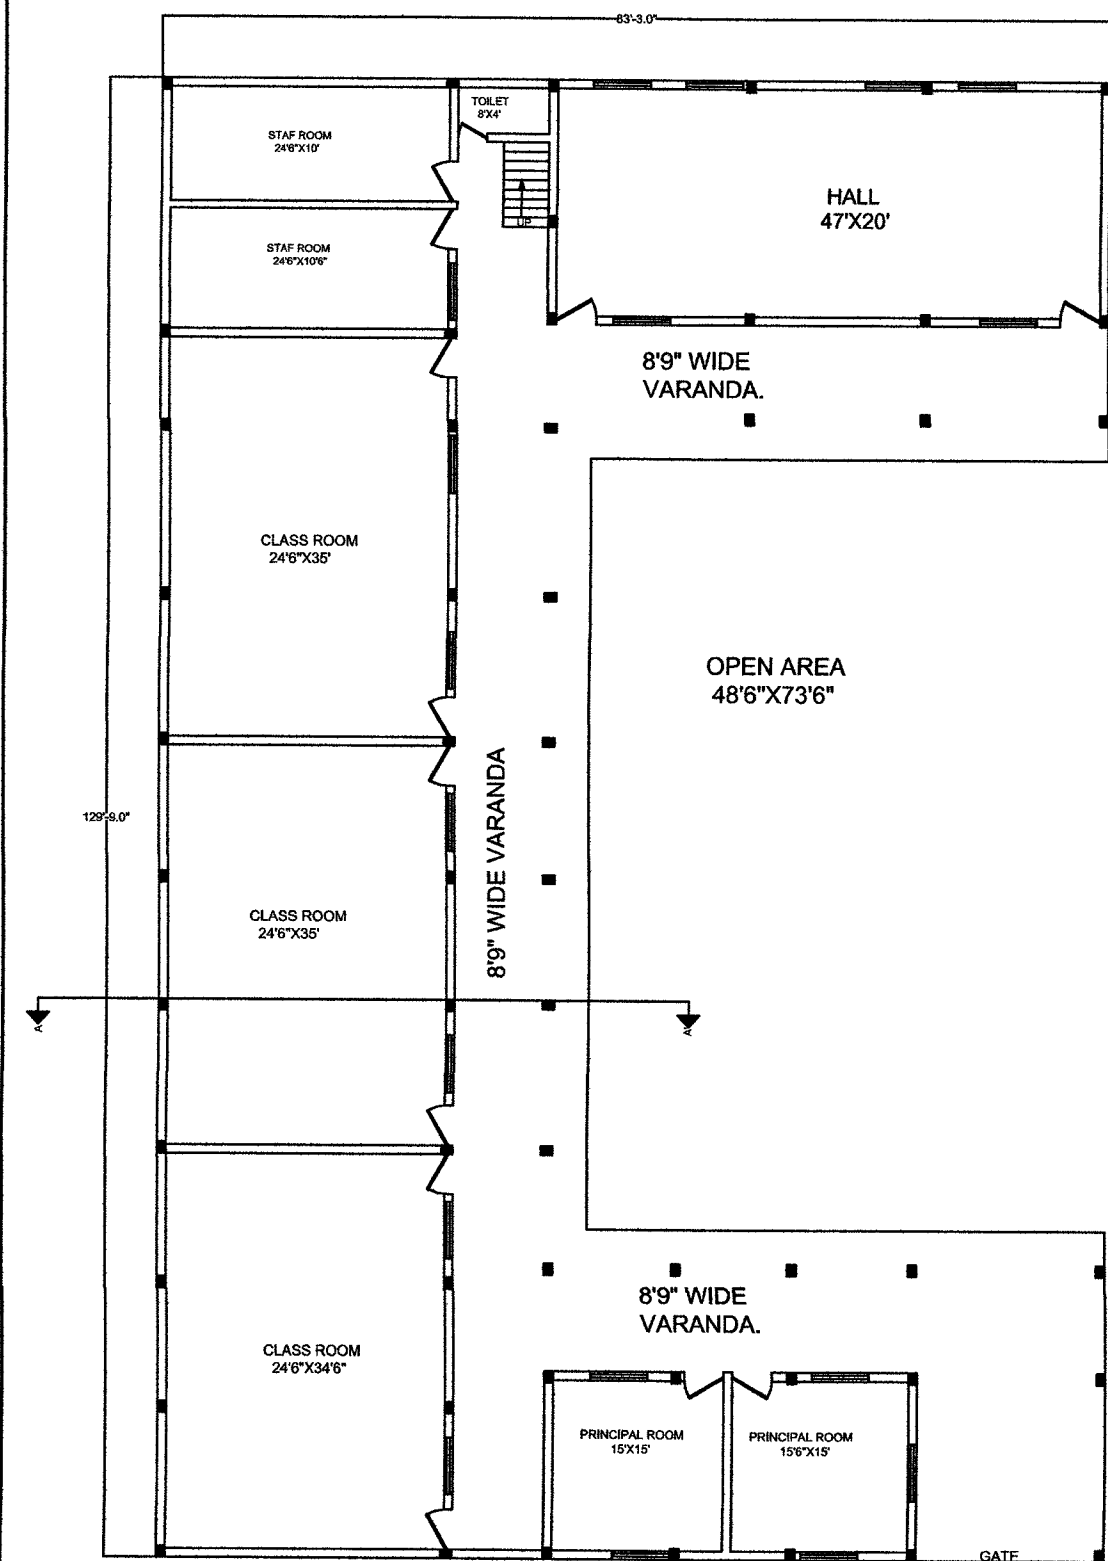 83'-3.0"
TOILET
8'X4'
STAF ROOM
24'6"X10'
HALL
47'X20'
UP
STAF ROOM
24'6"X10'6"
8'9" WIDE
VARANDA.
CLASS ROOM
24'6"X35'
OPEN AREA
48'6"X73'6"
129'-9.0"
8'9" WIDE VARANDA
CLASS ROOM
24'6"X35'
A
A'
8'9" WIDE
VARANDA.
CLASS ROOM
24'6"X34'6"
PRINCIPAL ROOM
15'X15'
PRINCIPAL ROOM
15'6"X15'
GATE